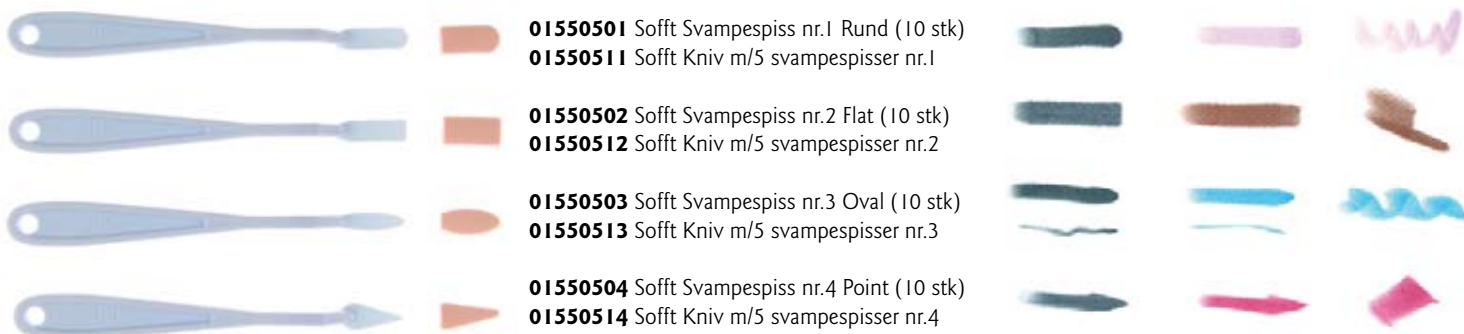 01550501 Sofft Svampespiss nr.1 Rund (10 stk)
01550511 Sofft Kniv m/5 svampespisser nr.1
01550502 Sofft Svampespiss nr.2 Flat (10 stk)
01550512 Sofft Kniv m/5 svampespisser nr.2
01550503 Sofft Svampespiss nr.3 Oval (10 stk)
01550513 Sofft Kniv m/5 svampespisser nr.3
01550504 Sofft Svampespiss nr.4 Point (10 stk)
01550514 Sofft Kniv m/5 svampespisser nr.4